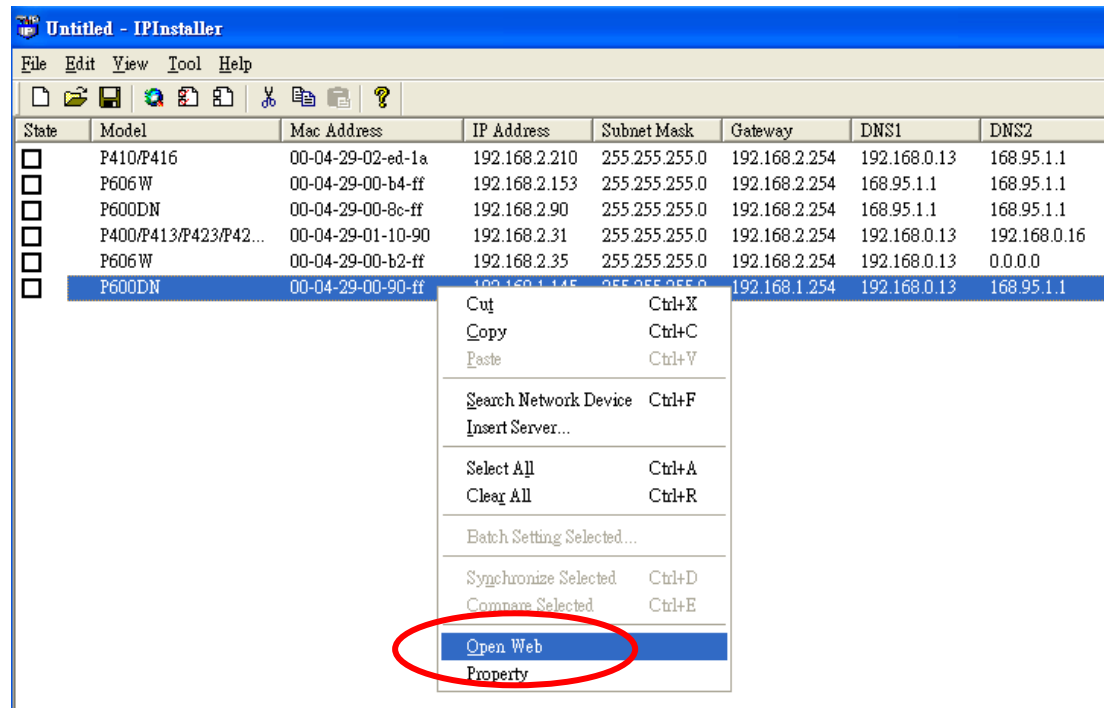 Untitled - IPInstaller
File Edit View Tool Help
State Model Mac Address IP Address Subnet Mask Gateway DNS1 DNS2
P410/P416 00-04-29-02-ed-1a 192.168.2.210 255.255.255.0 192.168.2.254 192.168.0.13 168.95.1.1
P606W 00-04-29-00-b4-ff 192.168.2.153 255.255.255.0 192.168.2.254 168.95.1.1 168.95.1.1
P600DN 00-04-29-00-8c-ff 192.168.2.90 255.255.255.0 192.168.2.254 168.95.1.1 168.95.1.1
P400/P413/P423/P42... 00-04-29-01-10-90 192.168.2.31 255.255.255.0 192.168.2.254 192.168.0.13 192.168.0.16
P606W 00-04-29-00-b2-ff 192.168.2.35 255.255.255.0 192.168.2.254 192.168.0.13 0.0.0.0
P600DN 00-04-29-00-90-ff 192.168.1.145 255.255.255.0 192.168.1.254 192.168.0.13 168.95.1.1
Cut Ctrl+X
Copy Ctrl+C
Paste Ctrl+V
Search Network Device Ctrl+F
Insert Server...
Select All Ctrl+A
Clear All Ctrl+R
Batch Setting Selected...
Synchronize Selected Ctrl+D
Compare Selected Ctrl+E
Open Web
Property